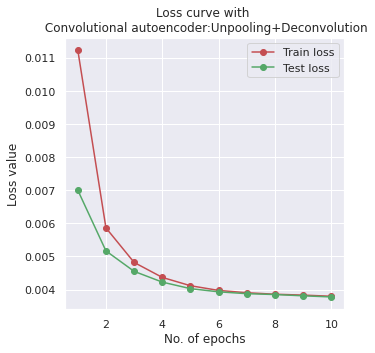 Loss curve with
Convolutional autoencoder:Unpooling+Deconvolution
Train loss
Test loss
0.011
0.010
0.009
0.008
0.007
0.006
0.005
0.004
Loss value
2 4 6 8 10
No. of epochs